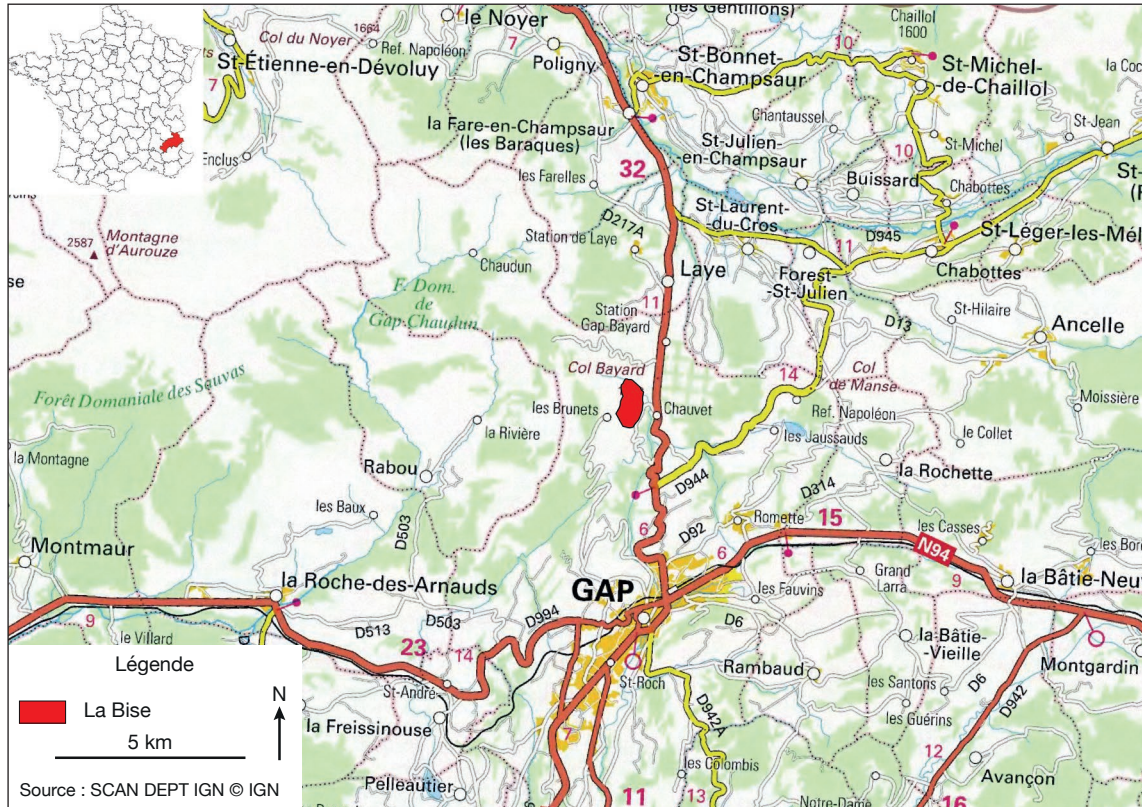 (les Gentillons)
le Noyer
Col du Noyer
1664
Ref. Napoléon
7
Poligny
St-Étienne-en-Dévoluy
7
10
Chaillol
1600
St-Bonnet-
en-Champsaur
St-Michel-
de-Chaillol
la Fare-en-Champsaur
(les Baraques)
Chantaussel
St-Jean
St-Julien
-en-Champsaur
10
St-Michel
Enclus
les Farelles
32
Buissard
Chabottes
2587
Montagne
d'Aurouze
D217A
Station de Laye
St-Laurent-
du-Cros
11
D945
St-Léger-les-Mél
Chaudun
Laye
Forest-
St-Julien
Chabottes
F. Dom.
de
Gap Chaudun
Station
Gap-Bayard
11
D13
St-Hilaire
Ancelle
Col Bayard
14
Col
de Manse
Forêt Domaniale des Sauvas
les Brunets
Chauvet
Ref. Napoléon
Moissière
la Rivière
les Jaussauds
le Collet
la Montagne
Rabou
la Rochette
D944
D314
les Baux
D503
Romette
15
les Casses
6
D92
6
N94
les Bor
Montmaur
la Roche-des-Arnauds
GAP
les Fauvins
Grand
Larra
9
la Bâtie-Neu
9
le Villard
D513
D503
D994
D6
23
14
la Bâtie-
-Vieille
D
Légende
St-André
St-Roch
Rambaud
Montgardin
La Bise
N
la Freissinouse
D942A
les Santons
D6
D942
les Guérins
5 km
7
12
Pelleautier
les Colombis
Avançon
Source : SCAN DEPT IGN © IGN
11
13
Notre-Dame
16